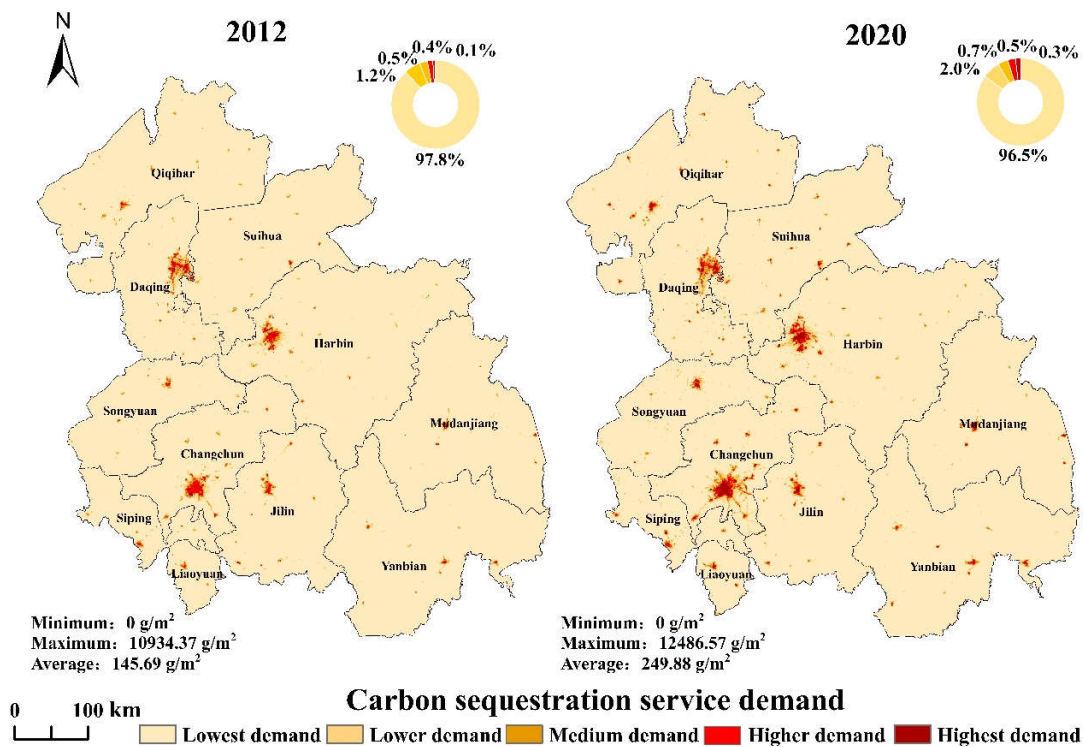 N
2012
0.5%
0.4%
0.1%
1.2%
97.8%
Qiqihar
Suihua
Daqing
Harbin
Songyuan
Mudanjiang
Changchun
Siping
Jilin
Liaoyuan
Yanbian
Minimum：0 g/m²
Maximum：10934.37 g/m²
Average：145.69 g/m²
2020
0.7%
0.5%
0.3%
2.0%
96.5%
Qiqihar
Suihua
Daqing
Harbin
Songyuan
Mudanjiang
Changchun
Siping
Jilin
Liaoyuan
Yanbian
Minimum：0 g/m²
Maximum：12486.57 g/m²
Average：249.88 g/m²
0 100 km
Carbon sequestration service demand
Lowest demand Lower demand Medium demand Higher demand Highest demand